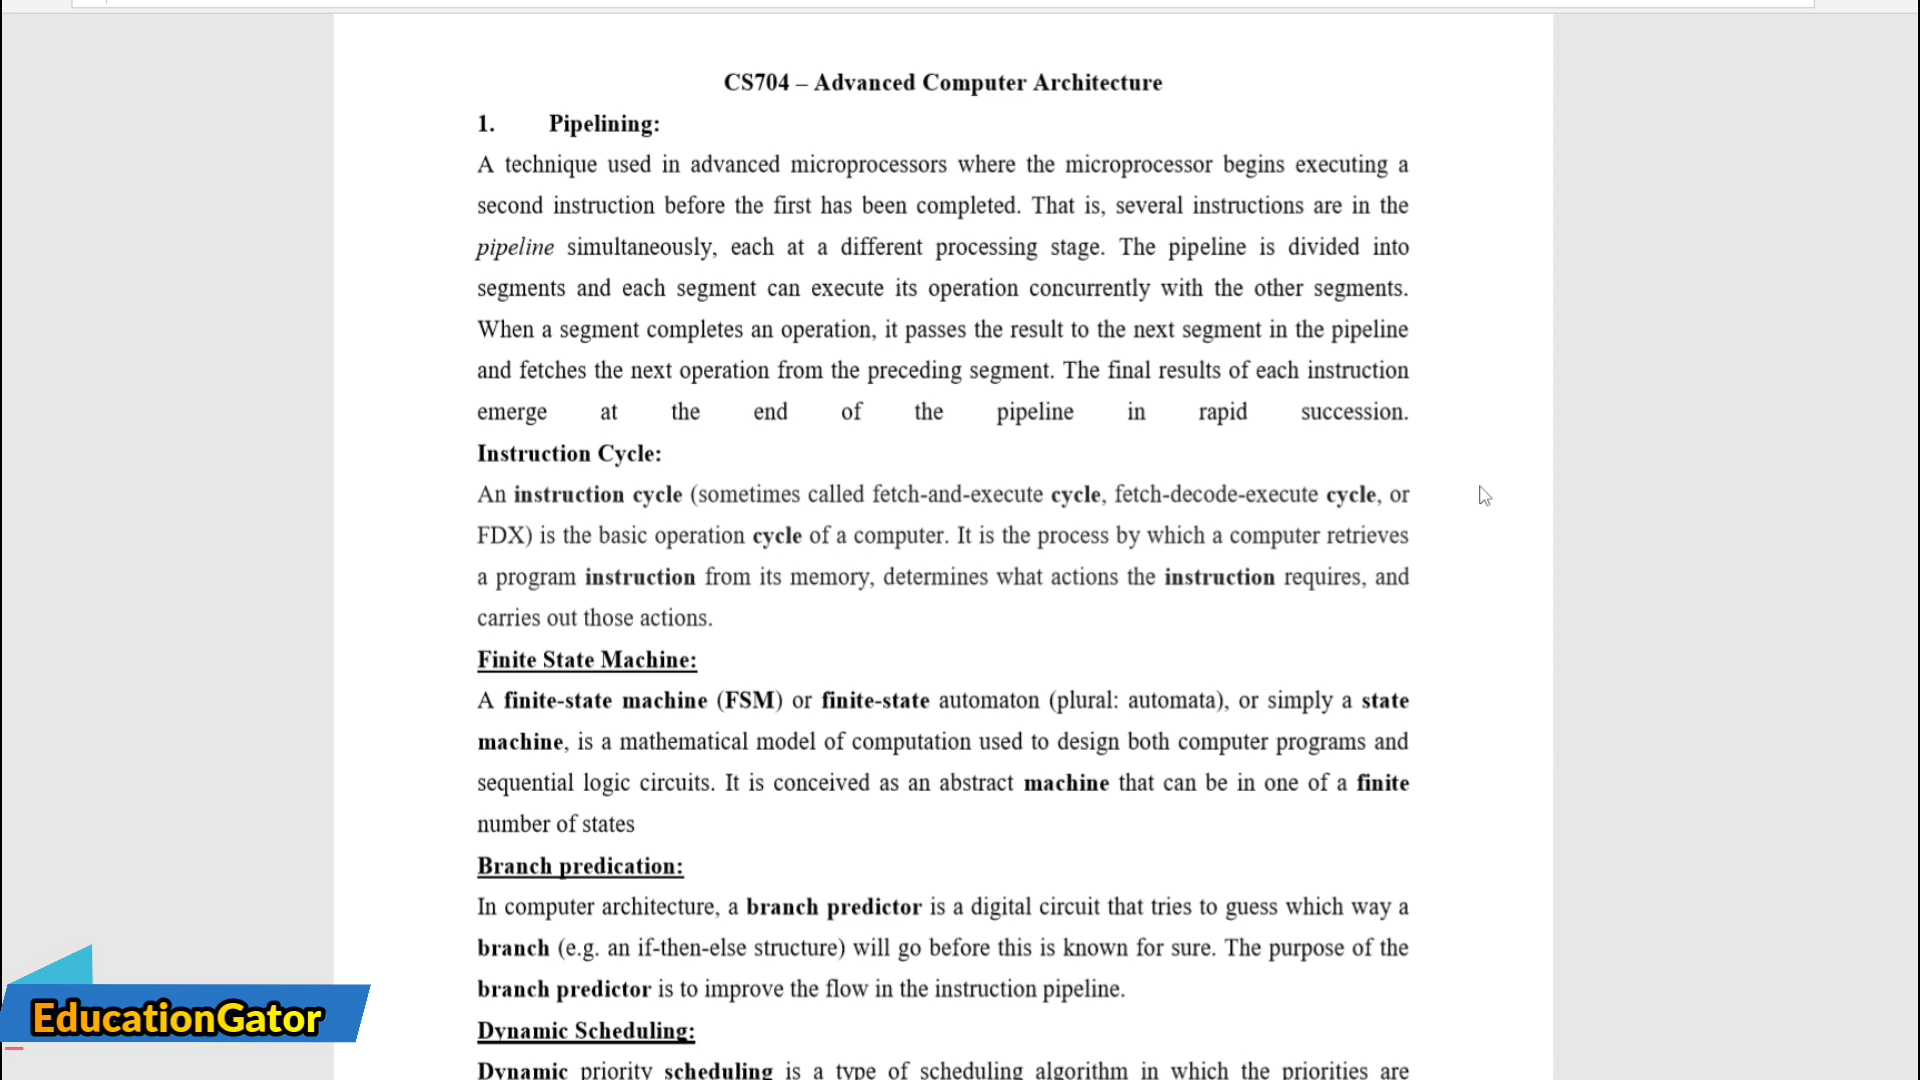 CS704 – Advanced Computer Architecture
1. Pipelining:
A technique used in advanced microprocessors where the microprocessor begins executing a
second instruction before the first has been completed. That is, several instructions are in the
pipeline simultaneously, each at a different processing stage. The pipeline is divided into
segments and each segment can execute its operation concurrently with the other segments.
When a segment completes an operation, it passes the result to the next segment in the pipeline
and fetches the next operation from the preceding segment. The final results of each instruction
emerge at the end of the pipeline in rapid succession.
Instruction Cycle:
An instruction cycle (sometimes called fetch-and-execute cycle, fetch-decode-execute cycle, or
FDX) is the basic operation cycle of a computer. It is the process by which a computer retrieves
a program instruction from its memory, determines what actions the instruction requires, and
carries out those actions.
Finite State Machine:
A finite-state machine (FSM) or finite-state automaton (plural: automata), or simply a state
machine, is a mathematical model of computation used to design both computer programs and
sequential logic circuits. It is conceived as an abstract machine that can be in one of a finite
number of states
Branch predication:
In computer architecture, a branch predictor is a digital circuit that tries to guess which way a
branch (e.g. an if-then-else structure) will go before this is known for sure. The purpose of the
branch predictor is to improve the flow in the instruction pipeline.
Dynamic Scheduling:
Dynamic priority scheduling is a type of scheduling algorithm in which the priorities are
EducationGator